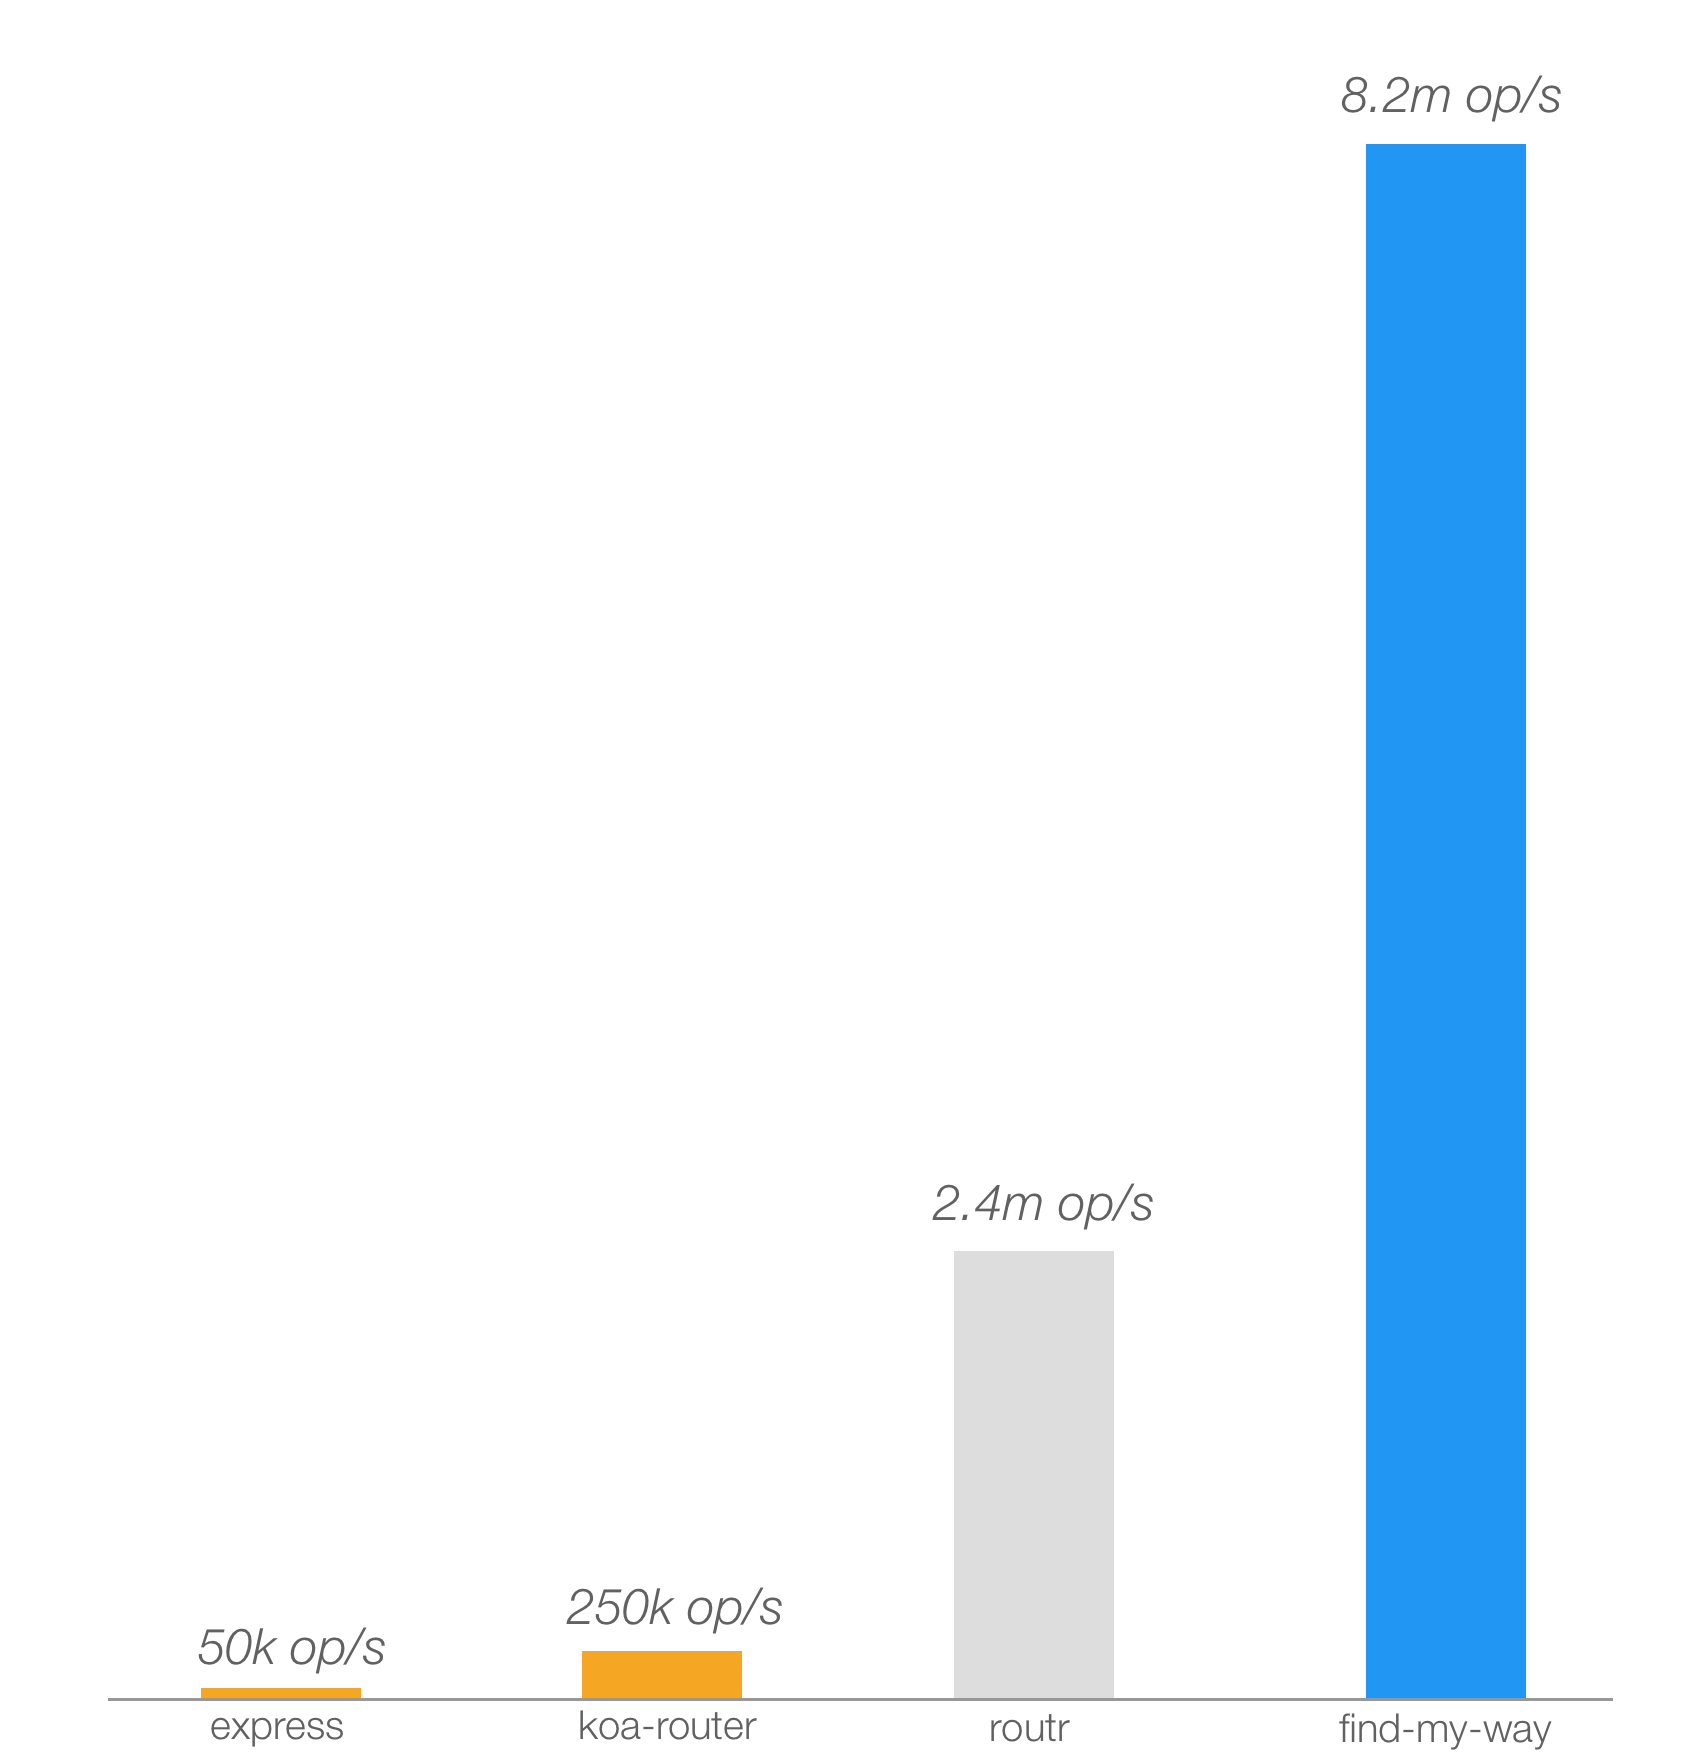 8.2m op/s
2.4m op/s
250k op/s
50k op/s
express
koa-router
routr
find-my-way